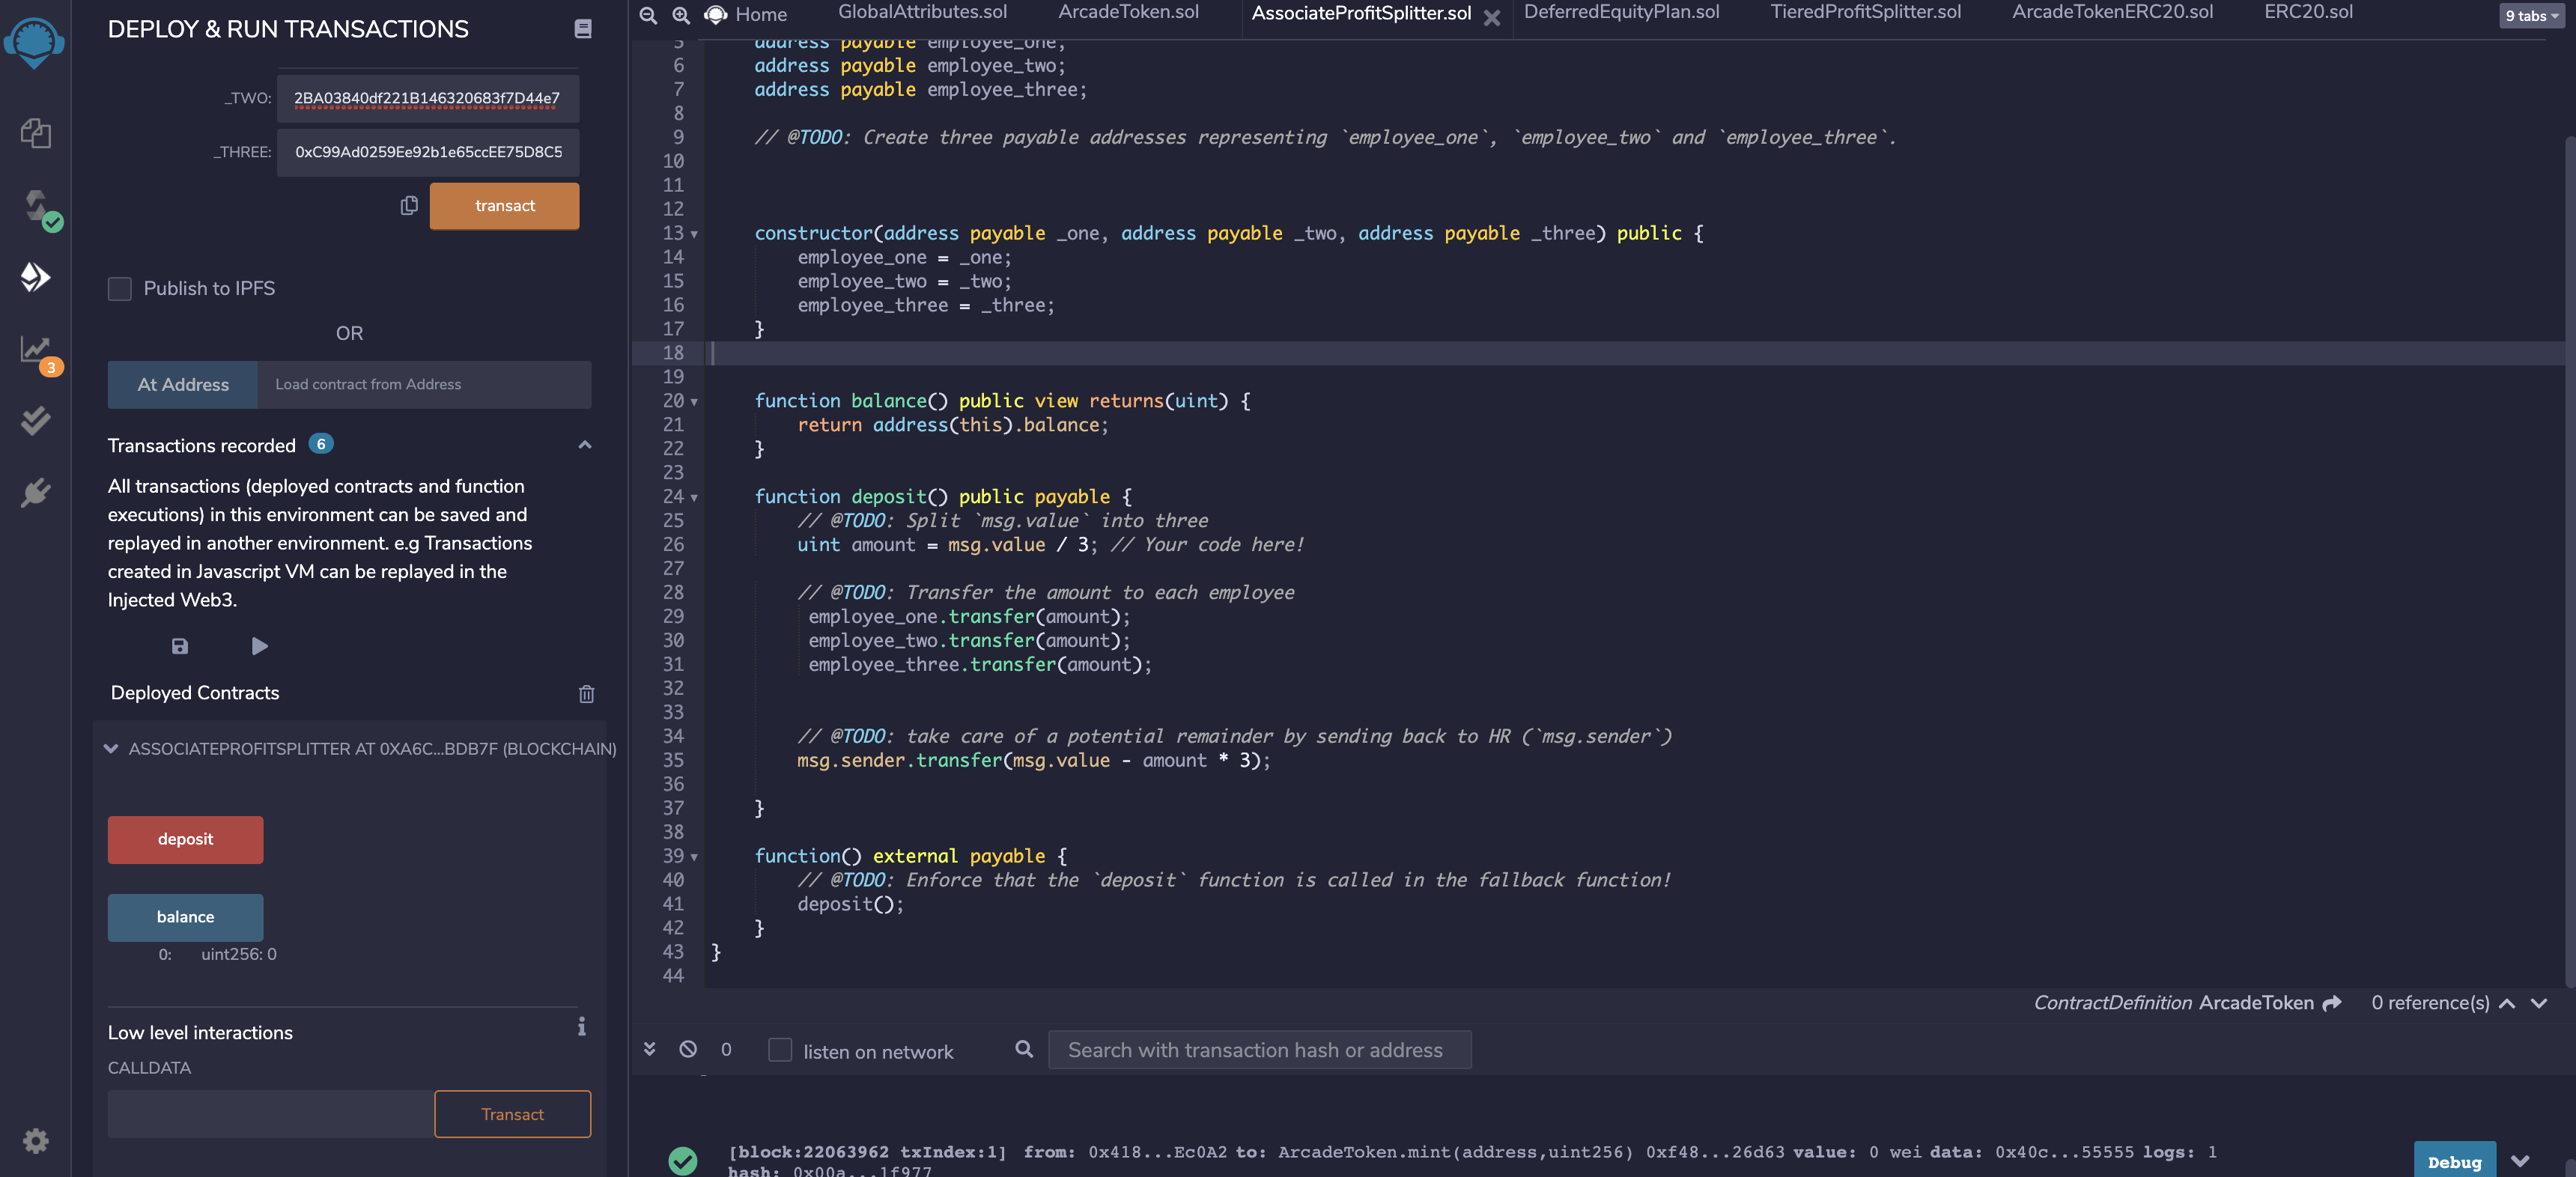 DEPLOY & RUN TRANSACTIONS
_TWO: 2BA03840df221B146320683f7D44e7
_THREE: 0xC99Ad0259Ee92b1e65ccEE75D8C5
transact
Publish to IPFS
OR
At Address Load contract from Address
Transactions recorded 6
All transactions (deployed contracts and function
executions) in this environment can be saved and
replayed in another environment. e.g Transactions
created in Javascript VM can be replayed in the
Injected Web3.
Deployed Contracts
ASSOCIATEPROFITSPLITTER AT 0XA6C...BDB7F (BLOCKCHAIN)
deposit
balance
0: uint256: 0
Low level interactions
CALLDATA
Transact
3
Home GlobalAttributes.sol ArcadeToken.sol AssociateProfitSplitter.sol DeferredEquityPlan.sol TieredProfitSplitter.sol ArcadeTokenERC20.sol ERC20.sol 9 tabs
5 address payable employee_one;
6 address payable employee_two;
7 address payable employee_three;
8
9 // @TODO: Create three payable addresses representing `employee_one`, `employee_two` and `employee_three`.
10
11
12
13 constructor(address payable _one, address payable _two, address payable _three) public {
14 employee_one = _one;
15 employee_two = _two;
16 employee_three = _three;
17 }
18
19
20 function balance() public view returns(uint) {
21 return address(this).balance;
22 }
23
24 function deposit() public payable {
25 // @TODO: Split `msg.value` into three
26 uint amount = msg.value / 3; // Your code here!
27
28 // @TODO: Transfer the amount to each employee
29 employee_one.transfer(amount);
30 employee_two.transfer(amount);
31 employee_three.transfer(amount);
32
33
34 // @TODO: take care of a potential remainder by sending back to HR (`msg.sender`)
35 msg.sender.transfer(msg.value - amount * 3);
36
37 }
38
39 function() external payable {
40 // @TODO: Enforce that the `deposit` function is called in the fallback function!
41 deposit();
42 }
43 }
44
ContractDefinition ArcadeToken 0 reference(s)
0 listen on network Search with transaction hash or address
[block:22063962 txIndex:1] from: 0x418...Ec0A2 to: ArcadeToken.mint(address,uint256) 0xf48...26d63 value: 0 wei data: 0x40c...55555 logs: 1
hash: 0x00a...1f977
Debug